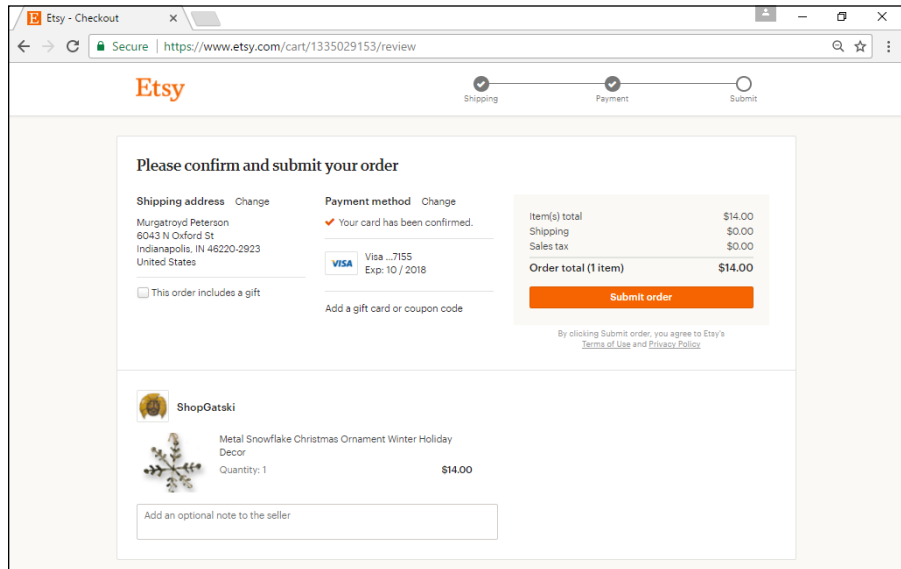 Etsy - Checkout
Secure https://www.etsy.com/cart/1335029153/review
Etsy
Shipping
Payment
Submit
Please confirm and submit your order
Shipping address Change
Murgatroyd Peterson
6043 N Oxford St
Indianapolis, IN 46220-2923
United States
This order includes a gift
Payment method Change
Your card has been confirmed.
VISA
Visa ...7155
Exp: 10 / 2018
Add a gift card or coupon code
Item(s) total $14.00
Shipping $0.00
Sales tax $0.00
Order total (1 item) $14.00
Submit order
By clicking Submit order, you agree to Etsy's
Terms of Use and Privacy Policy
ShopGatski
Metal Snowflake Christmas Ornament Winter Holiday
Decor
Quantity: 1 $14.00
Add an optional note to the seller